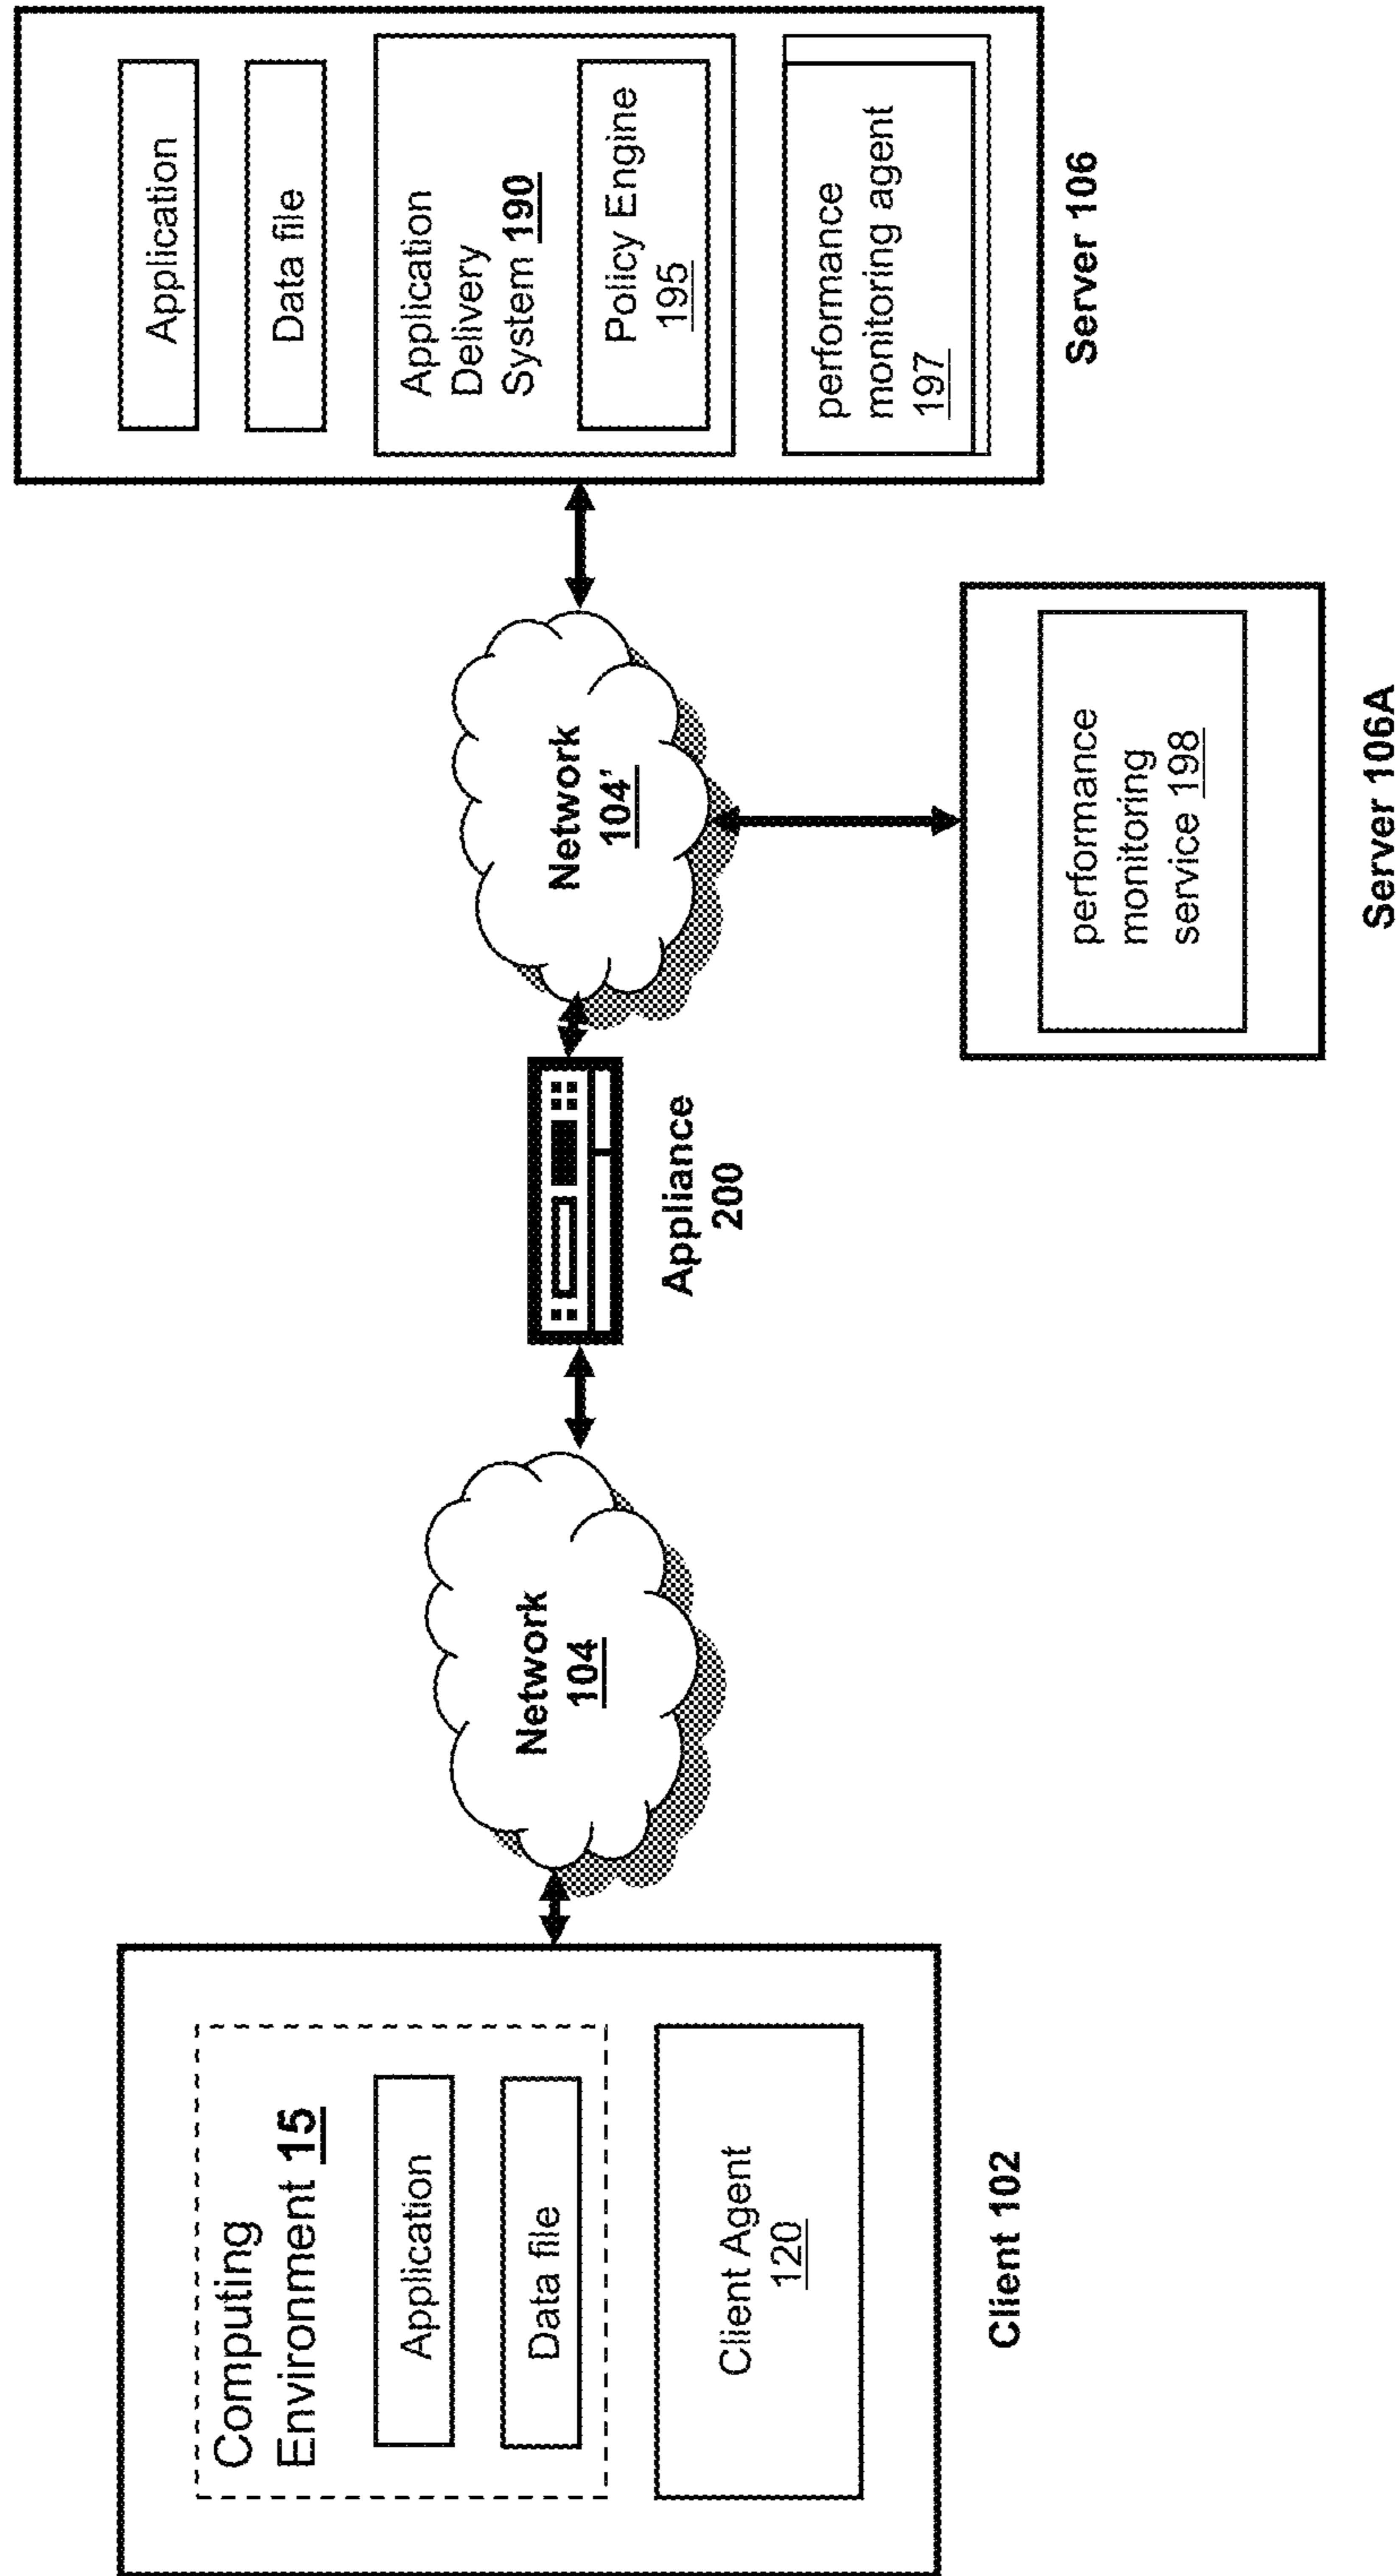 Computing
Environment 15
Application
Data file
Client Agent
120
Client 102
Network
104
Appliance
200
Network
104'
performance
monitoring
service 198
Server 106A
Application
Data file
Application
Delivery
System 190
Policy Engine
195
performance
monitoring agent
197
Server 106